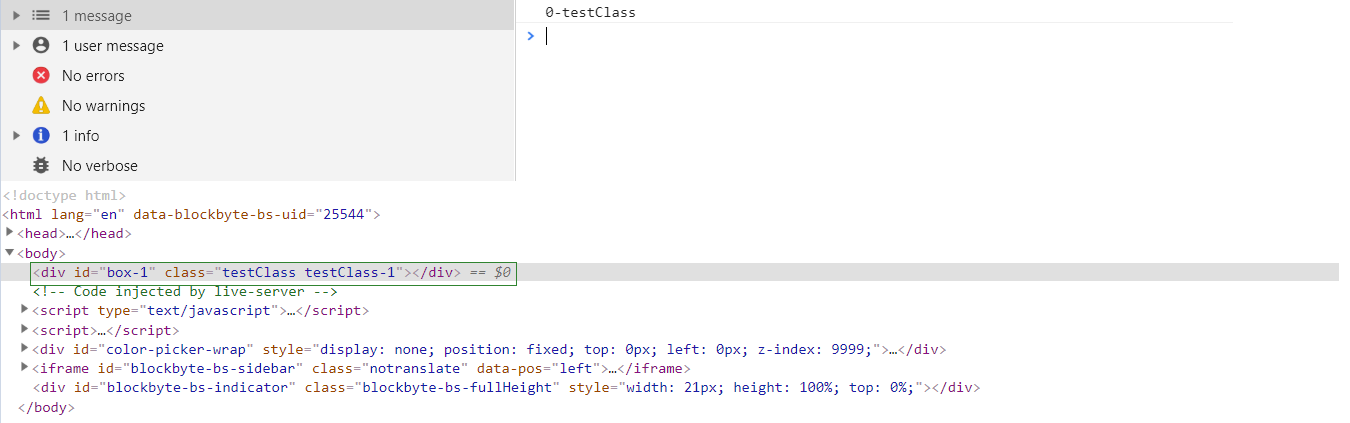 1 message
1 user message
No errors
No warnings
1 info
No verbose
0-testClass
>
<!doctype html>
<html lang="en" data-blockbyte-bs-uid="25544">
<head>…</head>
<body>
<div id="box-1" class="testClass testClass-1"></div> == $0
<!-- Code injected by live-server -->
<script type="text/javascript">…</script>
<script>…</script>
<div id="color-picker-wrap" style="display: none; position: fixed; top: 0px; left: 0px; z-index: 9999;">…</div>
<iframe id="blockbyte-bs-sidebar" class="notranslate" data-pos="left">…</iframe>
<div id="blockbyte-bs-indicator" class="blockbyte-bs-fullHeight" style="width: 21px; height: 100%; top: 0%;"></div>
</body>